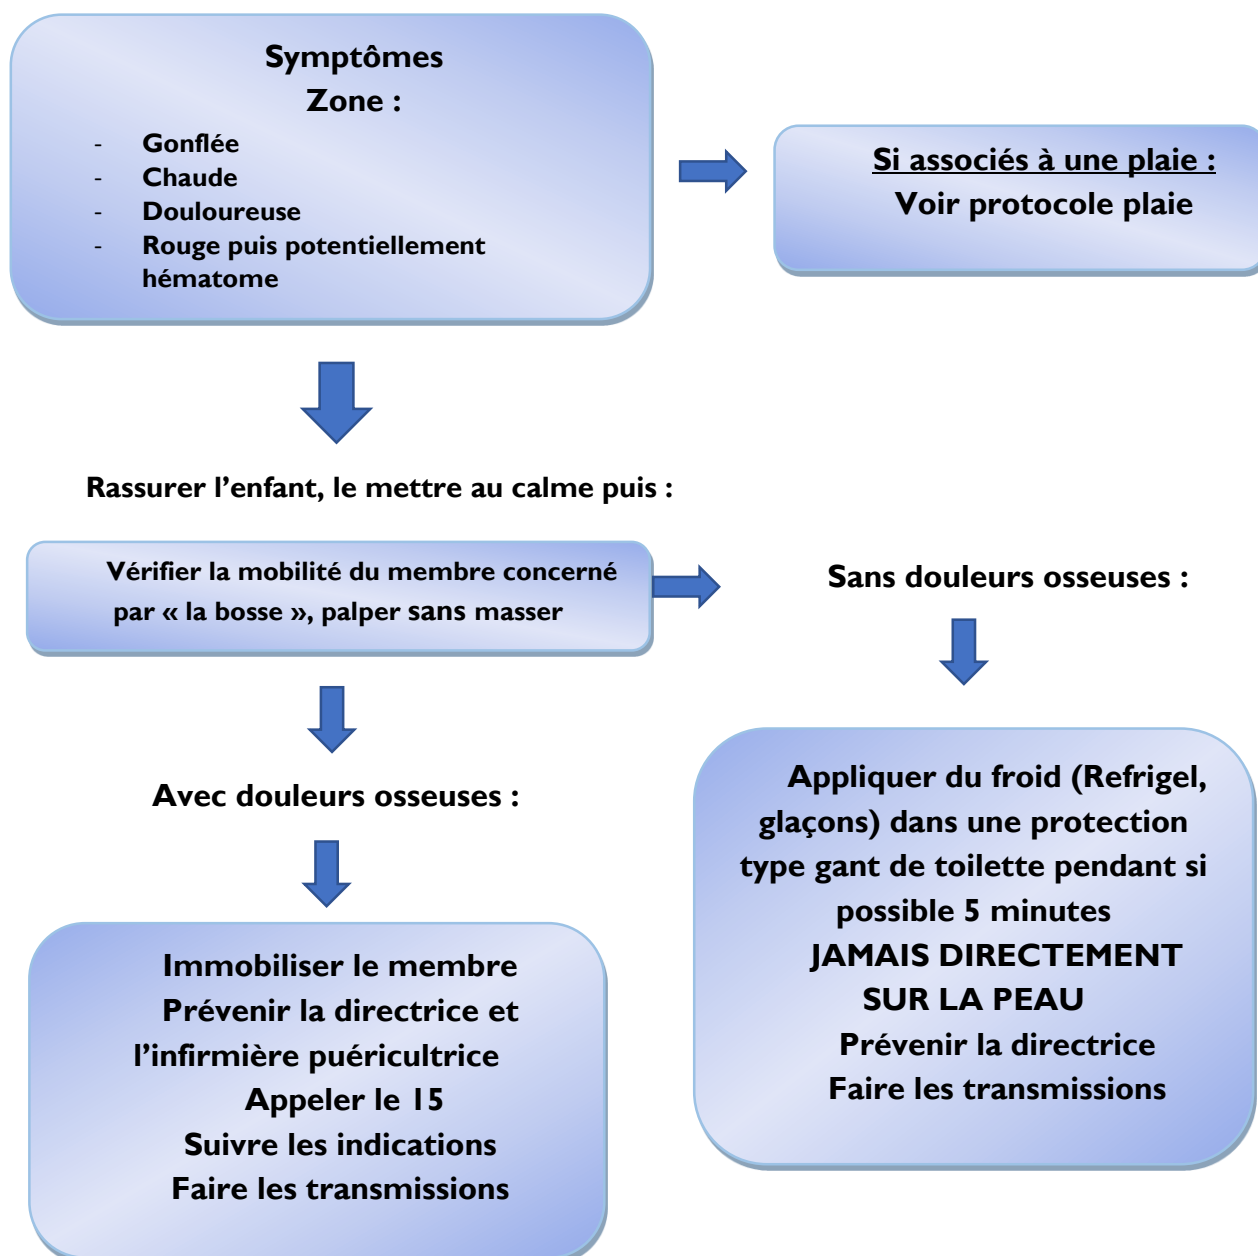 Symptômes
Zone :
- Gonflée
- Chaude
- Douloureuse
- Rouge puis potentiellement
hématome
Si associés à une plaie :
Voir protocole plaie
Rassurer l’enfant, le mettre au calme puis :
Vérifier la mobilité du membre concerné
par « la bosse », palper sans masser
Sans douleurs osseuses :
Appliquer du froid (Refrigel,
glaçons) dans une protection
type gant de toilette pendant si
possible 5 minutes
JAMAIS DIRECTEMENT
SUR LA PEAU
Prévenir la directrice
Faire les transmissions
Avec douleurs osseuses :
Immobiliser le membre
Prévenir la directrice et
l’infirmière puéricultrice
Appeler le 15
Suivre les indications
Faire les transmissions